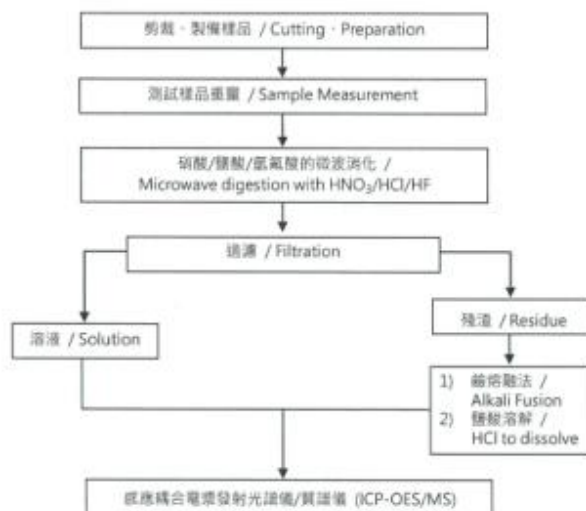 剪裁、製備樣品 / Cutting、Preparation
測試樣品重量 / Sample Measurement
硝酸/鹽酸/氫氟酸的微波消化 /
Microwave digestion with HNO₃/HCl/HF
過濾 / Filtration
溶液 / Solution
殘渣 / Residue
1) 鹼熔融法 /
Alkali Fusion
2) 鹽酸溶解 /
HCl to dissolve
感應耦合電漿發射光譜儀/質譜儀 (ICP-OES/MS)